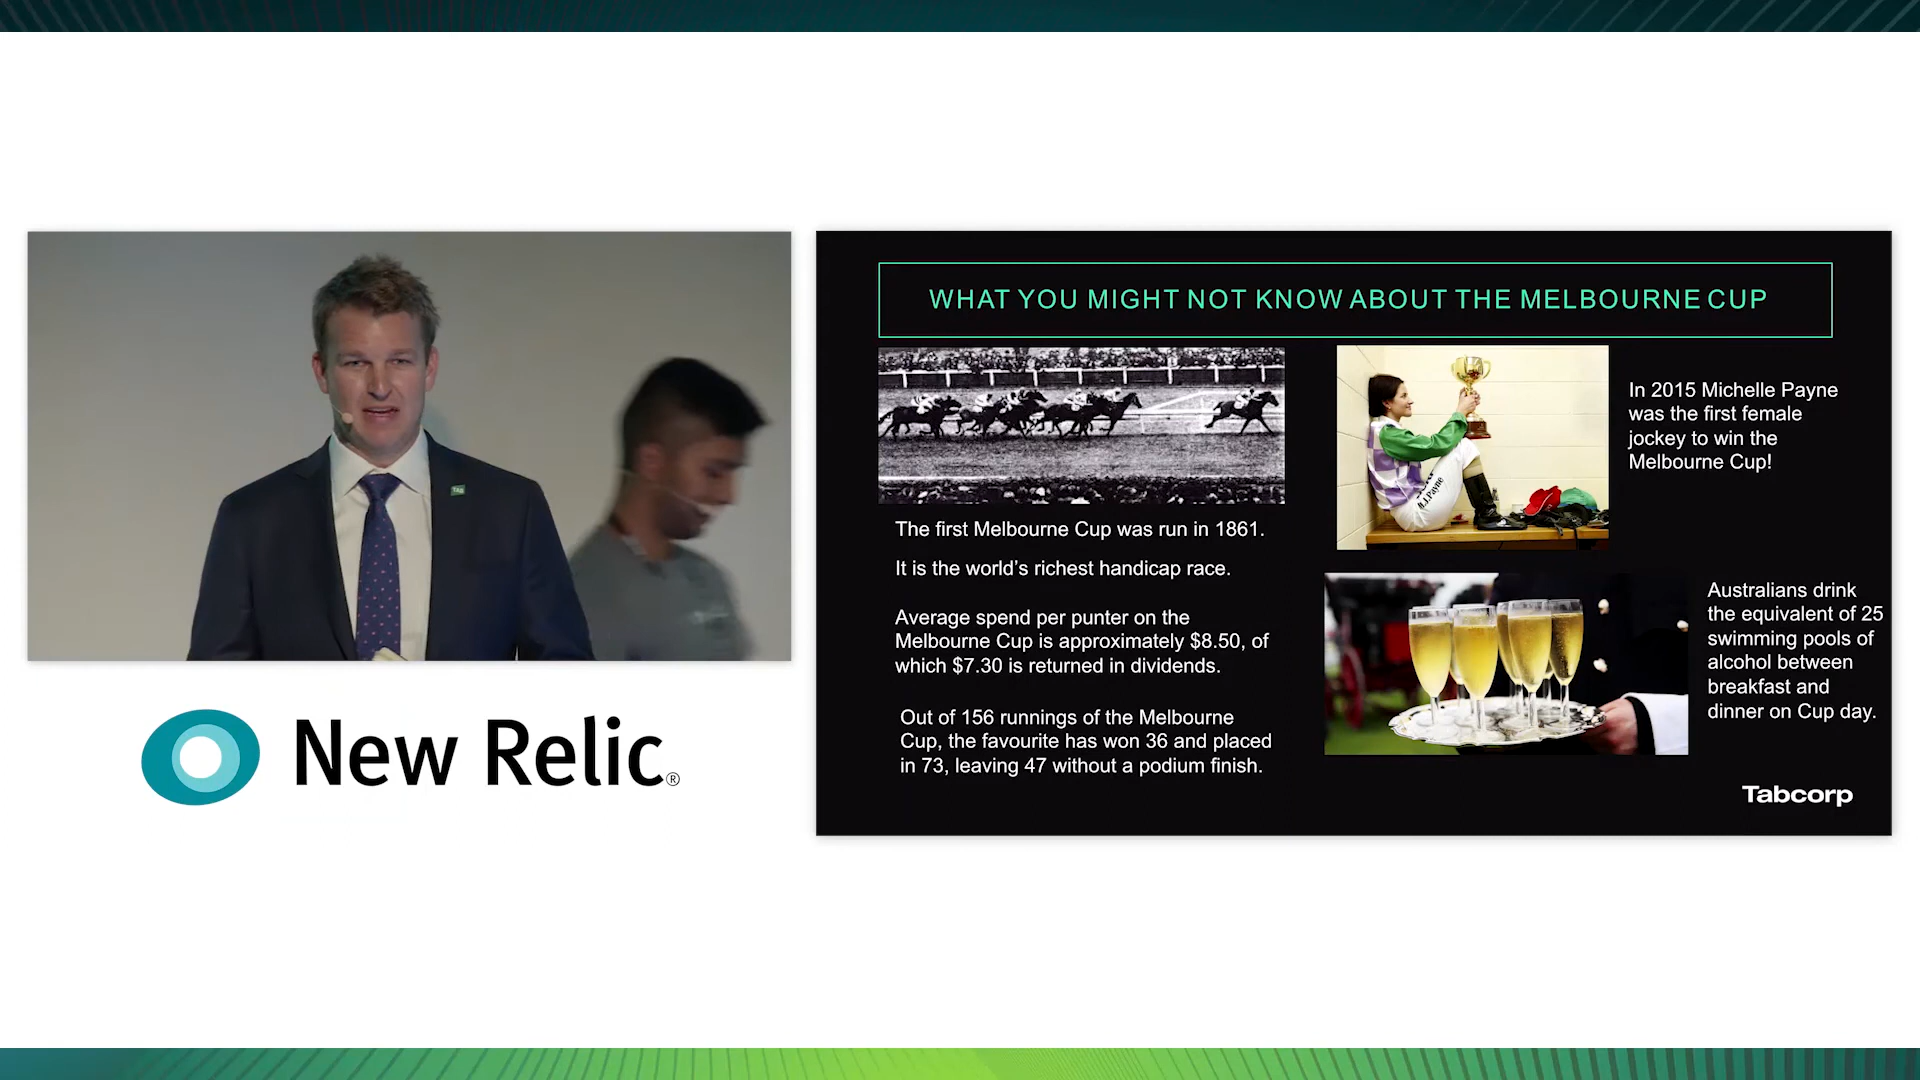 WHAT YOU MIGHT NOT KNOW ABOUT THE MELBOURNE CUP
The first Melbourne Cup was run in 1861.
It is the world’s richest handicap race.
Average spend per punter on the
Melbourne Cup is approximately $8.50, of
which $7.30 is returned in dividends.
Out of 156 runnings of the Melbourne
Cup, the favourite has won 36 and placed
in 73, leaving 47 without a podium finish.
In 2015 Michelle Payne
was the first female
jockey to win the
Melbourne Cup!
M.J.Payne
Australians drink
the equivalent of 25
swimming pools of
alcohol between
breakfast and
dinner on Cup day.
Tabcorp
TAB
New Relic®